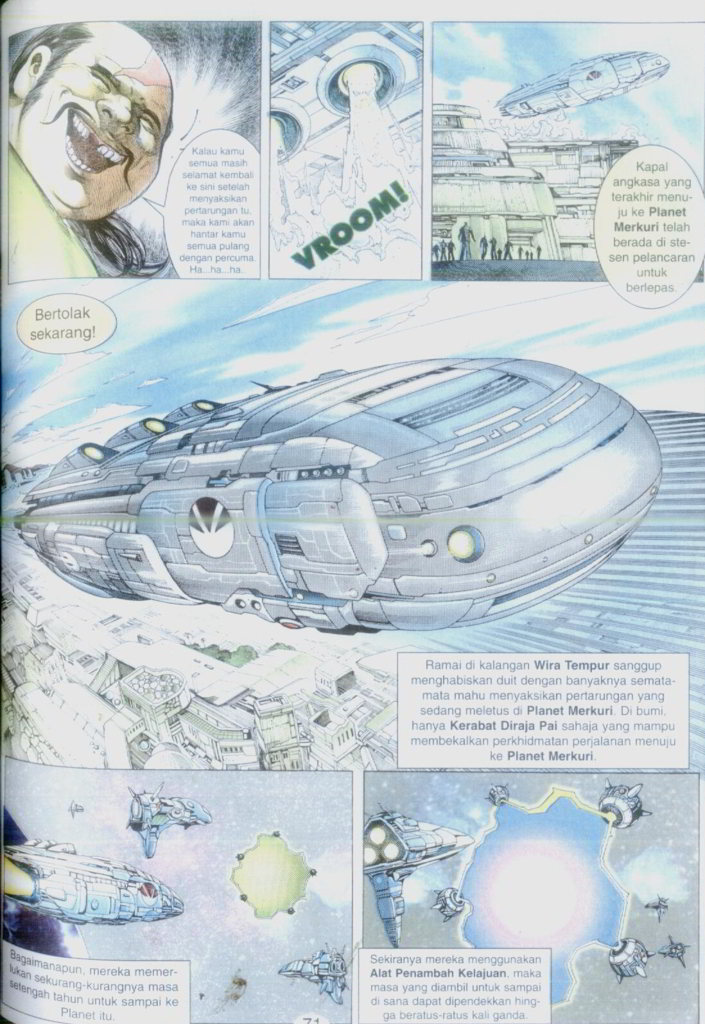 Kalau kamu
semua masih
selamat kembali
ke sini setelah
menyaksikan
pertarungan tu,
maka kami akan
hantar kamu
semua pulang
dengan percuma.
Ha...ha...ha.
VROOM!
Kapal
angkasa yang
terakhir menu-
ju ke Planet
Merkuri telah
berada di ste-
sen pelancaran
untuk
berlepas.
Bertolak
sekarang!
Ramai di kalangan Wira Tempur sanggup
menghabiskan duit dengan banyaknya semata-
mata mahu menyaksikan pertarungan yang
sedang meletus di Planet Merkuri. Di bumi,
hanya Kerabat Diraja Pai sahaja yang mampu
membekalkan perkhidmatan perjalanan menuju
ke Planet Merkuri.
Bagaimanapun, mereka memer-
lukan sekurang-kurangnya masa
setengah tahun untuk sampai ke
Planet itu.
Sekiranya mereka menggunakan
Alat Penambah Kelajuan, maka
masa yang diambil untuk sampai
di sana dapat dipendekkan hing-
ga beratus-ratus kali ganda.
71